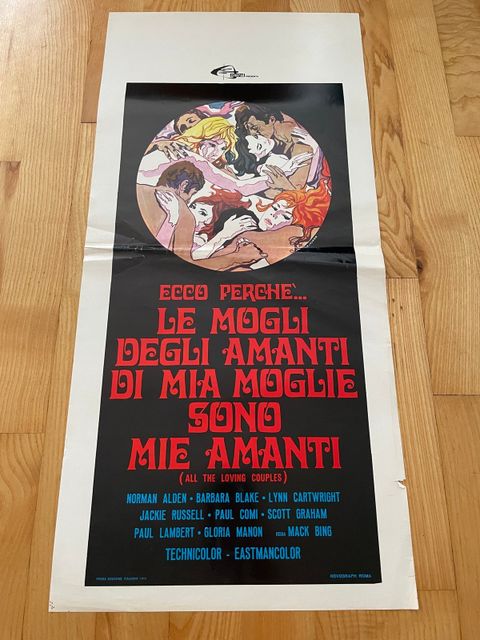 ECCO PERCHE'...
LE MOGLI
DEGLI AMANTI
DI MIA MOGLIE
SONO
MIE AMANTI
(ALL THE LOVING COUPLES)
NORMAN ALDEN • BARBARA BLAKE • LYNN CARTWRIGHT
JACKIE RUSSELL • PAUL COMI • SCOTT GRAHAM
PAUL LAMBERT • GLORIA MANON • REGIA MACK BING
TECHNICOLOR - EASTMANCOLOR
ROMA